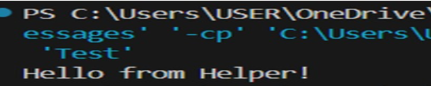 PS C:\Users\USER\OneDrive\
essages' '-cp' 'C:\Users\
'Test'
Hello from Helper!